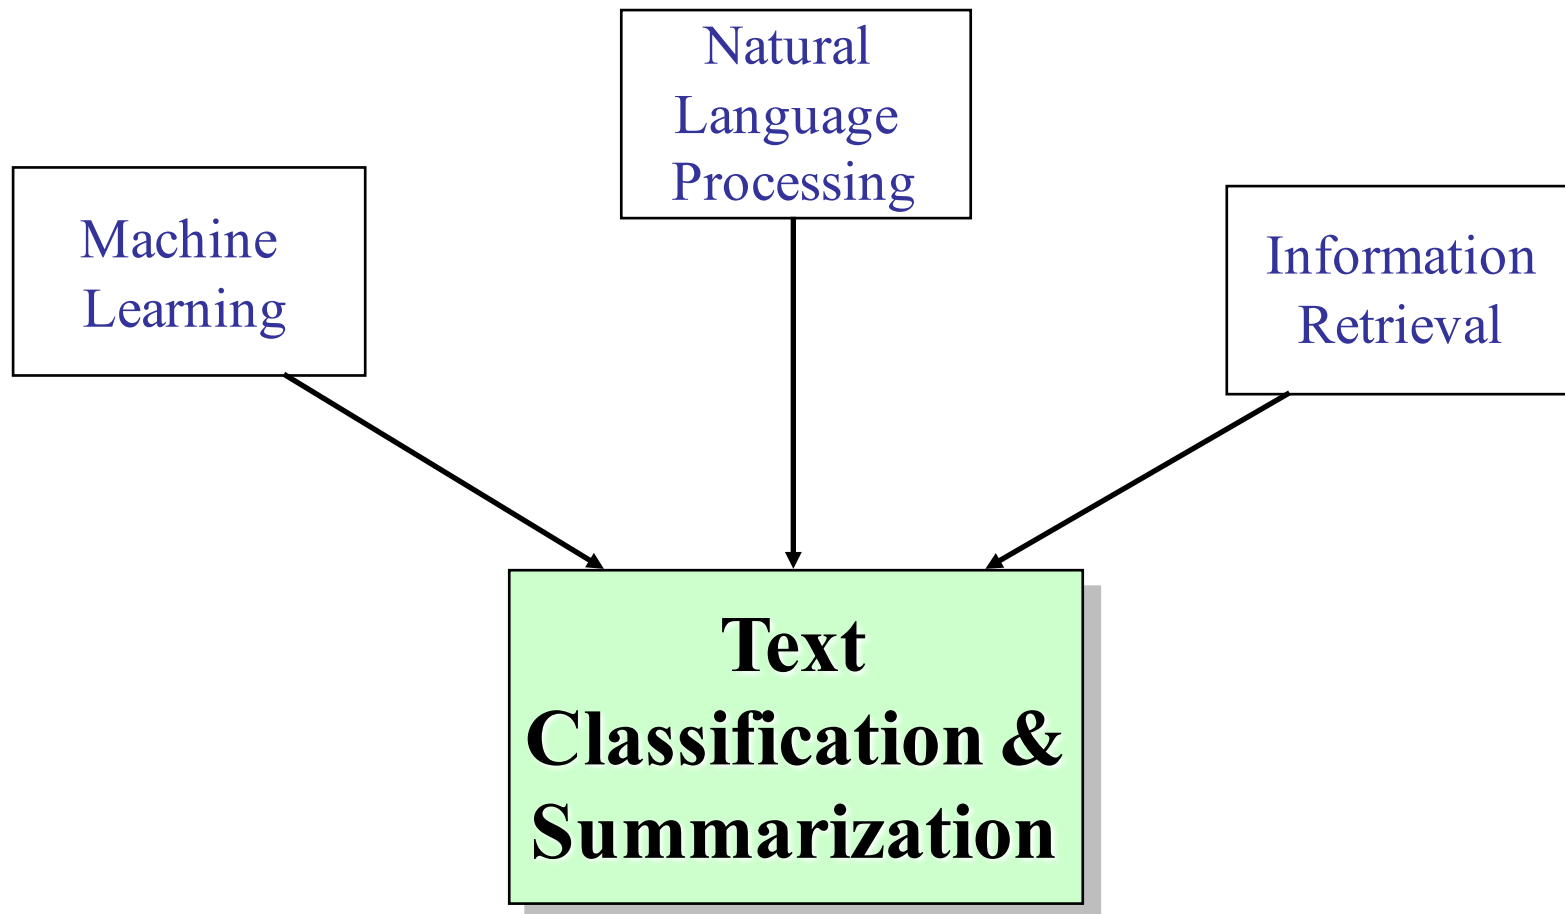 Natural
Language
Processing
Machine
Learning
Information
Retrieval
Text
Classification &
Summarization